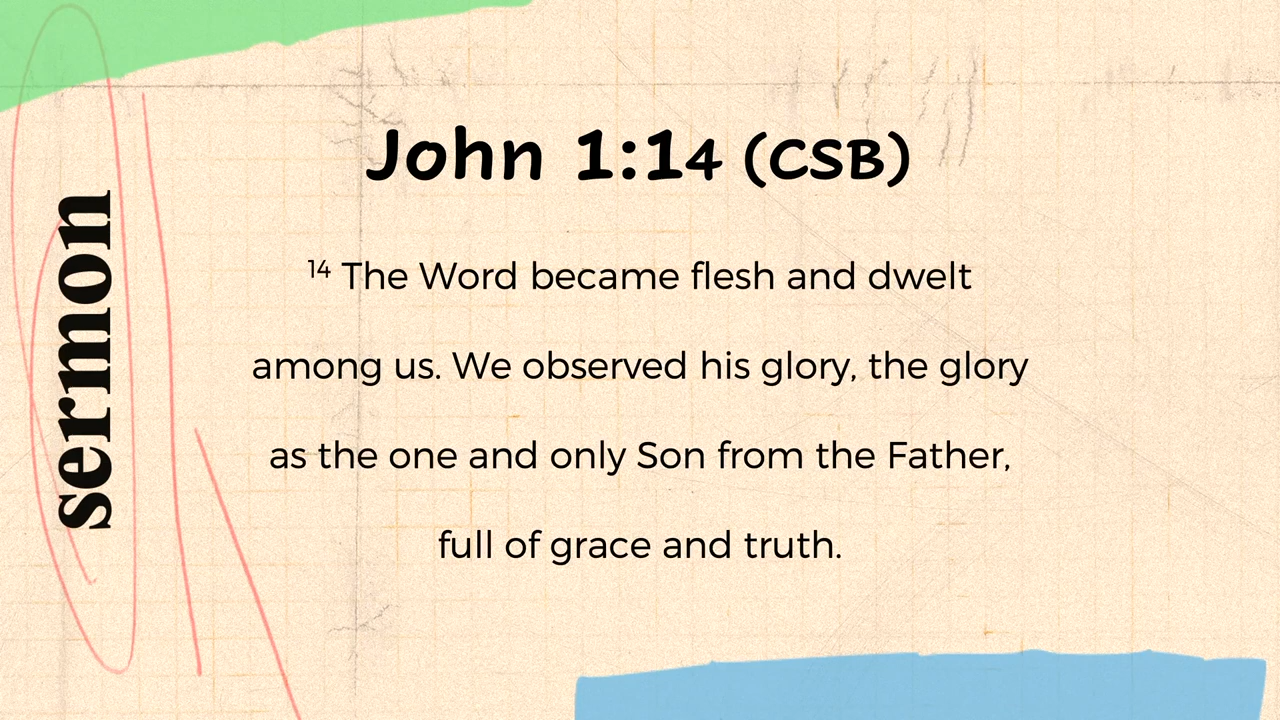 sermon
John 1:14 (CSB)
14 The Word became flesh and dwelt
among us. We observed his glory, the glory
as the one and only Son from the Father,
full of grace and truth.